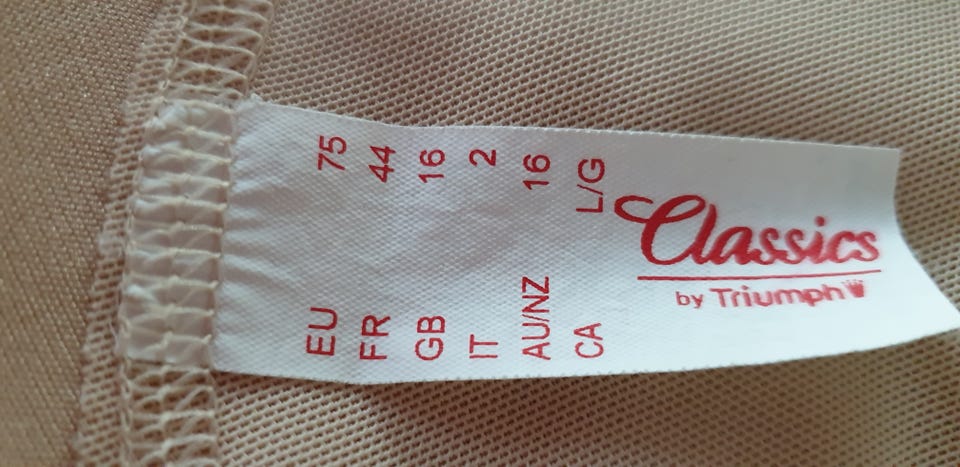 Classics
by Triumph
EU 75
FR 44
GB 16
IT 2
AU/NZ 16
CA L/G